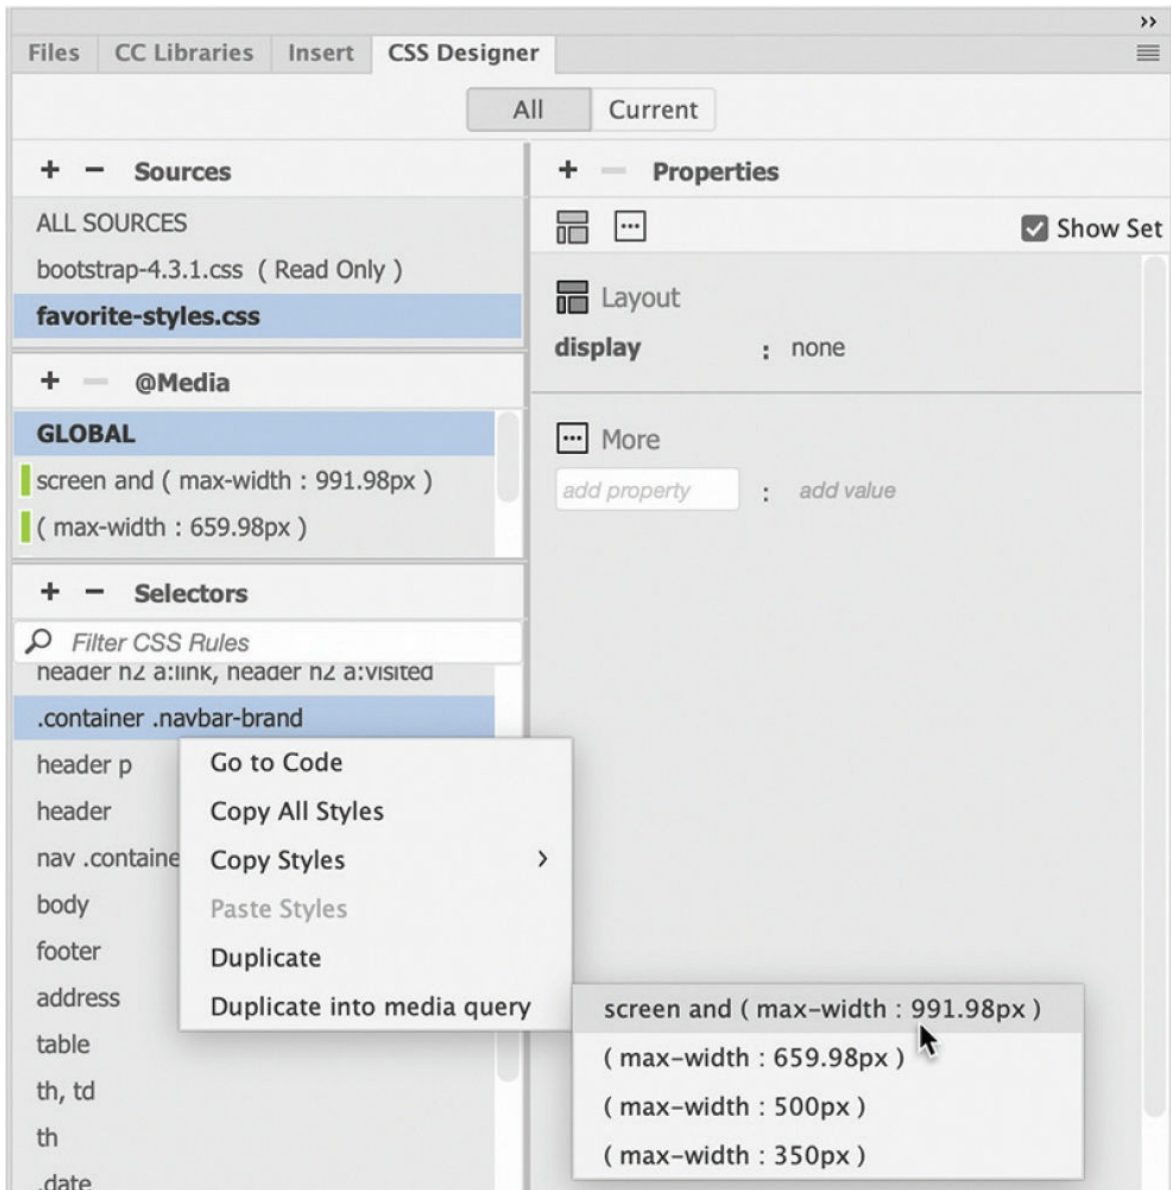 >>
Files CC Libraries Insert CSS Designer
All Current
+ − Sources
ALL SOURCES
bootstrap-4.3.1.css ( Read Only )
favorite-styles.css
+ − @Media
GLOBAL
screen and ( max-width : 991.98px )
( max-width : 659.98px )
+ − Selectors
Filter CSS Rules
header h2 a:link, header h2 a:visited
.container .navbar-brand
header p
header
nav .containe
body
footer
address
table
th, td
th
.date
Go to Code
Copy All Styles
Copy Styles >
Paste Styles
Duplicate
Duplicate into media query
screen and ( max-width : 991.98px )
( max-width : 659.98px )
( max-width : 500px )
( max-width : 350px )
+ − Properties
Show Set
Layout
display : none
More
add property : add value